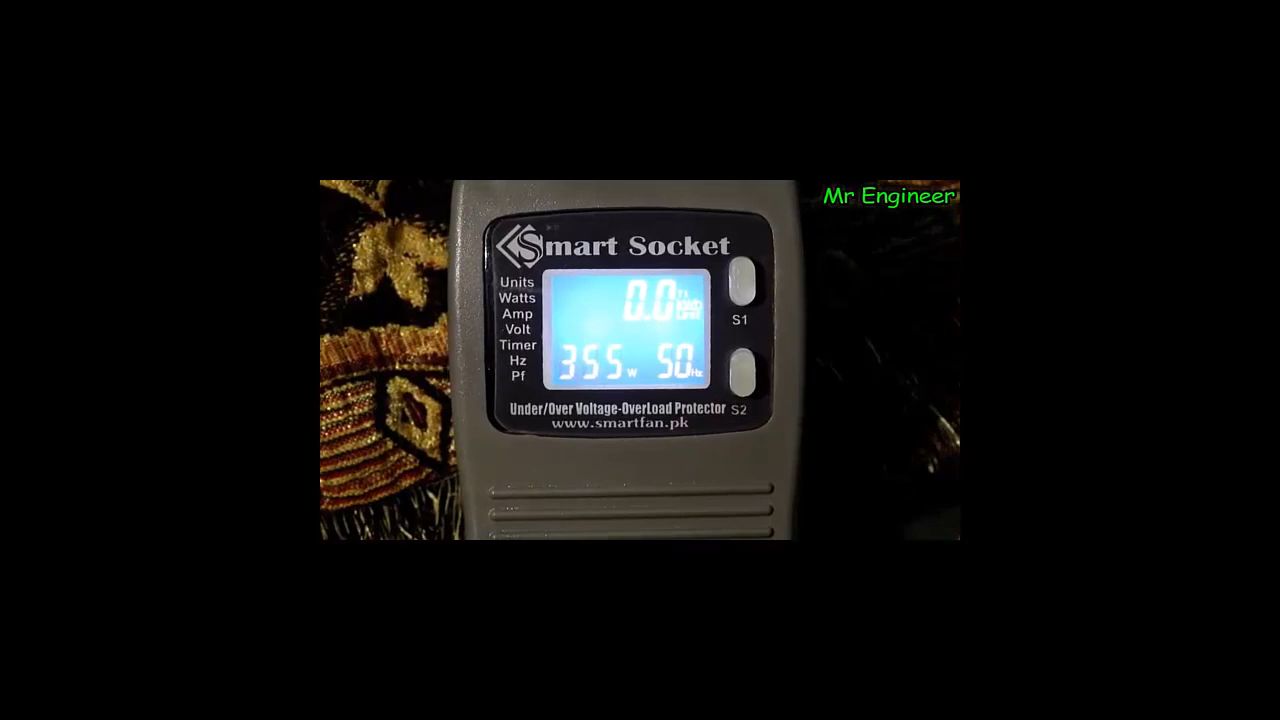 Mr Engineer
Smart Socket
Units
Watts
Amp
Volt
Timer
Hz
Pf
0.0
355 W 50 Hz
S1
S2
Under/Over Voltage-OverLoad Protector
www.smartfan.pk